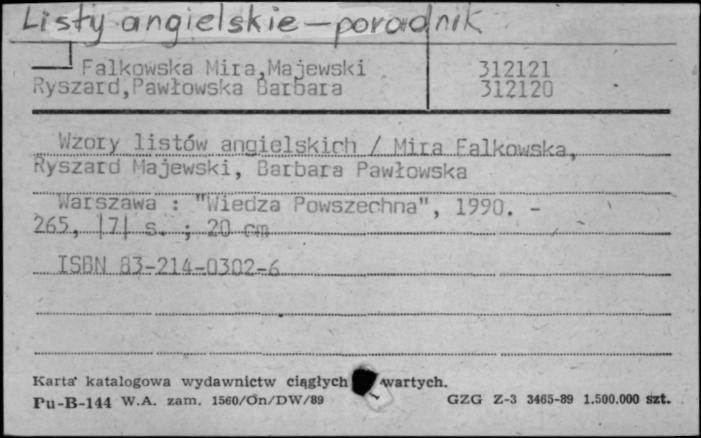 Listy angielskie – poradnik
Falkowska Mira,Majewski 312121
Ryszard,Pawłowska Barbara 312120
Wzory listów angielskich / Mira Falkowska,
Ryszard Majewski, Barbara Pawłowska
Warszawa : "Wiedza Powszechna", 1990. -
265, |7| s. ; 20 cm
ISBN 83-214-0302-6
Karta katalogowa wydawnictw ciągłych wartych.
Pu-B-144 W.A. zam. 1560/On/DW/89 GZG Z-3 3465-89 1.500.000 szt.